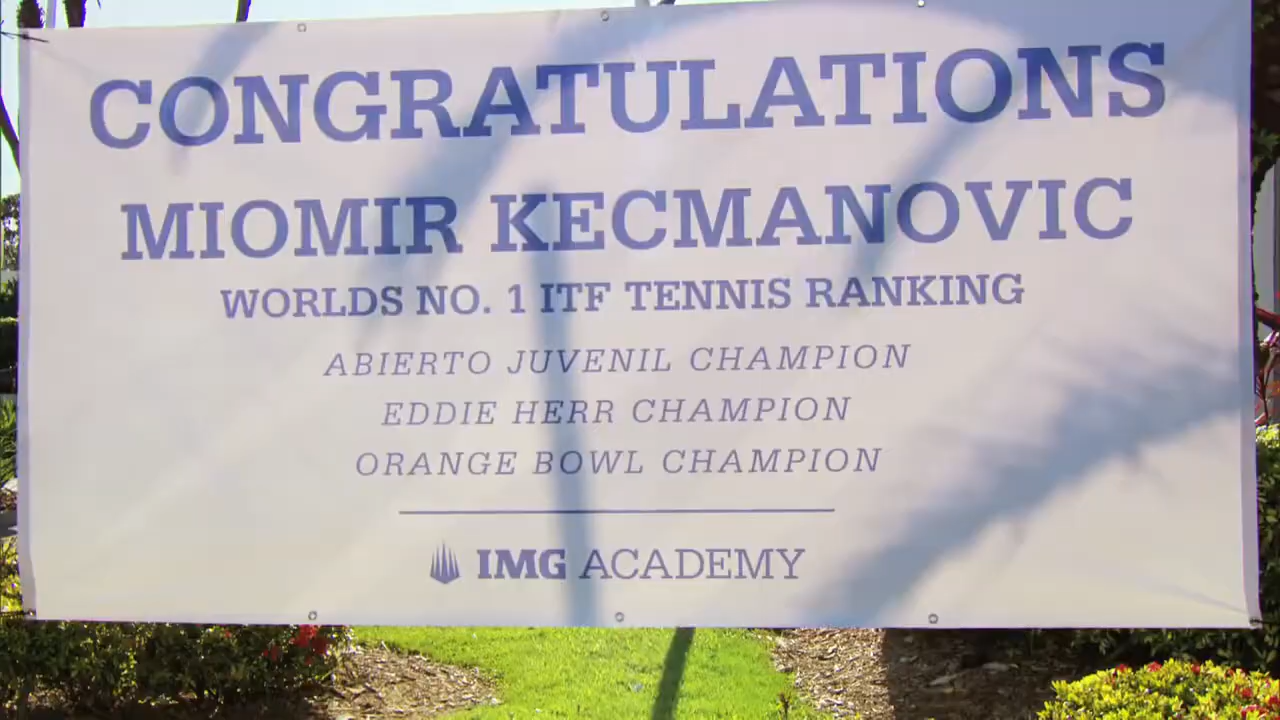 CONGRATULATIONS
MIOMIR KECMANOVIC
WORLDS NO. 1 ITF TENNIS RANKING
ABIERTO JUVENIL CHAMPION
EDDIE HERR CHAMPION
ORANGE BOWL CHAMPION
IMG ACADEMY